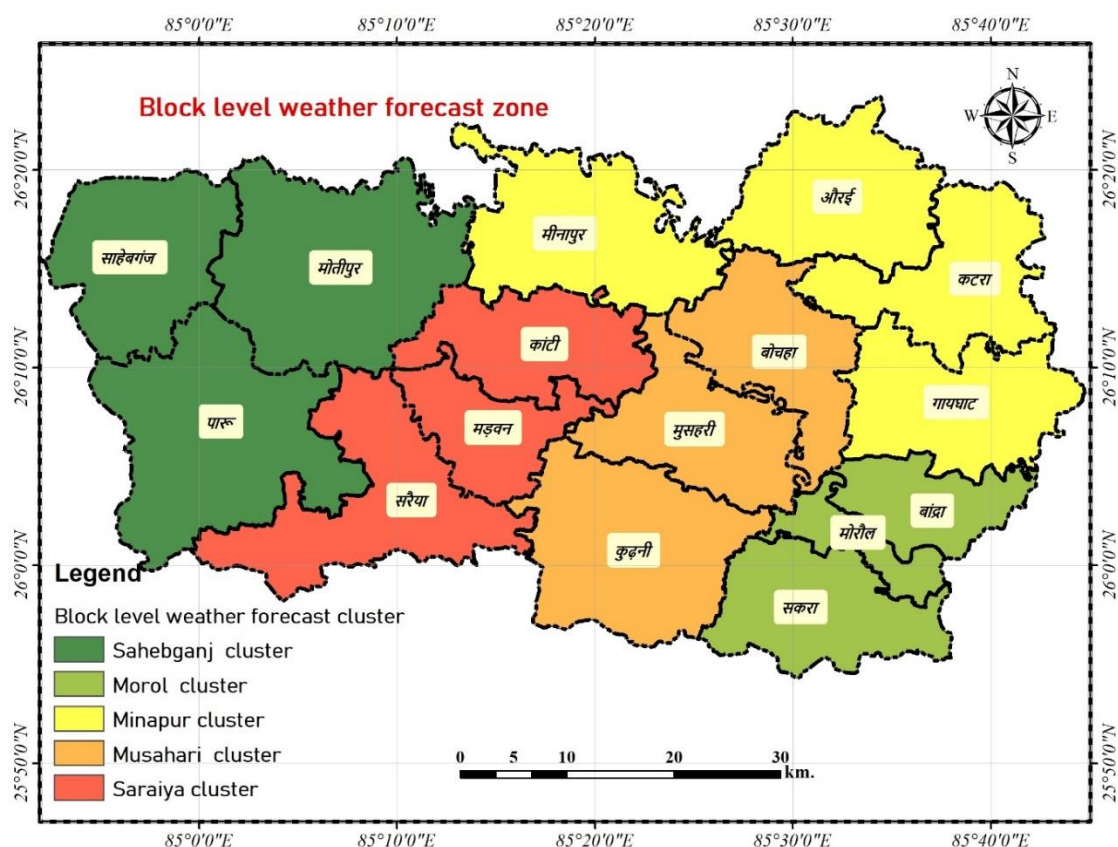 85°0'0"E 85°10'0"E 85°20'0"E 85°30'0"E 85°40'0"E
Block level weather forecast zone
N
W E
S
26°20'0"N 26°20'0"N
औरई
मीनापुर
साहेबगंज
मोतीपुर
कटरा
कांटी
बोचहा
26°10'0"N 26°10'0"N
गायघाट
पारू
मड़वन
मुसहरी
सरैया
बांद्रा
मोरौल
कुढ़नी
26°0'0"N 26°0'0"N
सकरा
Legend
Block level weather forecast cluster
Sahebganj cluster
Morol cluster
Minapur cluster
Musahari cluster
Saraiya cluster
0 5 10 20 30
km.
25°50'0"N 25°50'0"N
85°0'0"E 85°10'0"E 85°20'0"E 85°30'0"E 85°40'0"E